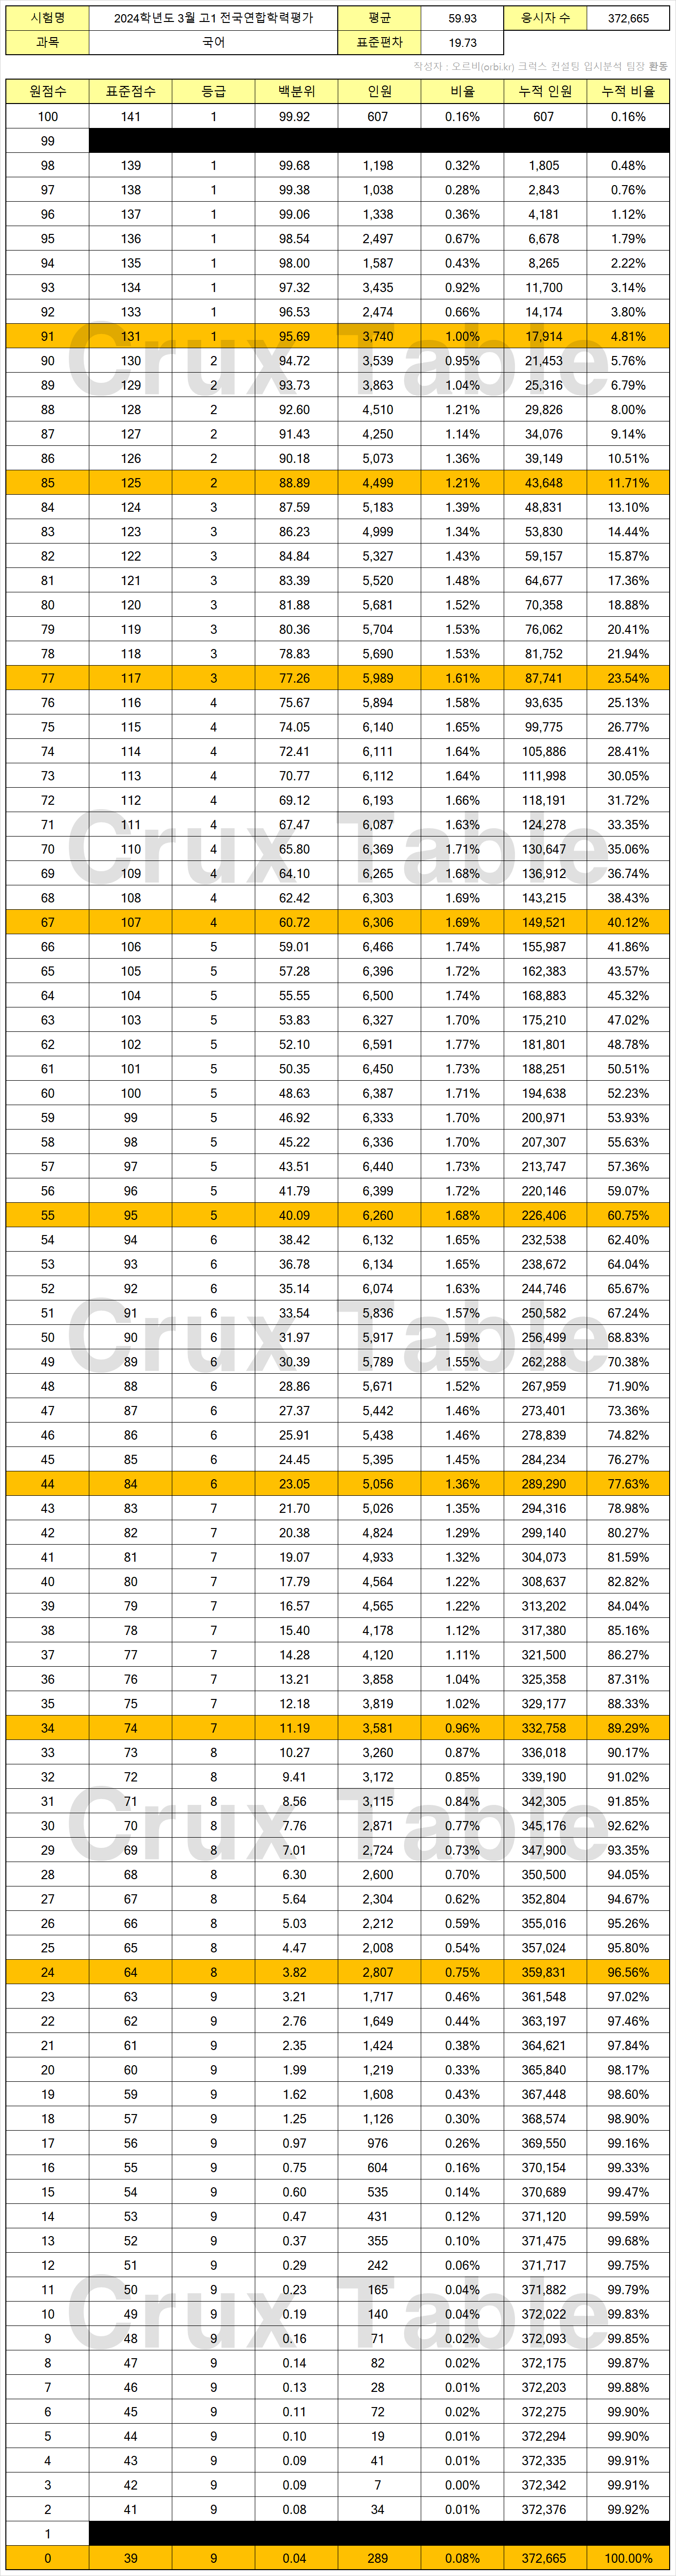 시험명 2024학년도 3월 고1 전국연합학력평가 평균 59.93 응시자 수 372,665
과목 국어 표준편차 19.73
작성자 : 오르비(orbi.kr) 크럭스 컨설팅 입시분석 팀장 환동
원점수 표준점수 등급 백분위 인원 비율 누적 인원 누적 비율
100 141 1 99.92 607 0.16% 607 0.16%
99
98 139 1 99.68 1,198 0.32% 1,805 0.48%
97 138 1 99.38 1,038 0.28% 2,843 0.76%
96 137 1 99.06 1,338 0.36% 4,181 1.12%
95 136 1 98.54 2,497 0.67% 6,678 1.79%
94 135 1 98.00 1,587 0.43% 8,265 2.22%
93 134 1 97.32 3,435 0.92% 11,700 3.14%
92 133 1 96.53 2,474 0.66% 14,174 3.80%
91 131 1 95.69 3,740 1.00% 17,914 4.81%
90 130 2 94.72 3,539 0.95% 21,453 5.76%
89 129 2 93.73 3,863 1.04% 25,316 6.79%
88 128 2 92.60 4,510 1.21% 29,826 8.00%
87 127 2 91.43 4,250 1.14% 34,076 9.14%
86 126 2 90.18 5,073 1.36% 39,149 10.51%
85 125 2 88.89 4,499 1.21% 43,648 11.71%
84 124 3 87.59 5,183 1.39% 48,831 13.10%
83 123 3 86.23 4,999 1.34% 53,830 14.44%
82 122 3 84.84 5,327 1.43% 59,157 15.87%
81 121 3 83.39 5,520 1.48% 64,677 17.36%
80 120 3 81.88 5,681 1.52% 70,358 18.88%
79 119 3 80.36 5,704 1.53% 76,062 20.41%
78 118 3 78.83 5,690 1.53% 81,752 21.94%
77 117 3 77.26 5,989 1.61% 87,741 23.54%
76 116 4 75.67 5,894 1.58% 93,635 25.13%
75 115 4 74.05 6,140 1.65% 99,775 26.77%
74 114 4 72.41 6,111 1.64% 105,886 28.41%
73 113 4 70.77 6,112 1.64% 111,998 30.05%
72 112 4 69.12 6,193 1.66% 118,191 31.72%
71 111 4 67.47 6,087 1.63% 124,278 33.35%
70 110 4 65.80 6,369 1.71% 130,647 35.06%
69 109 4 64.10 6,265 1.68% 136,912 36.74%
68 108 4 62.42 6,303 1.69% 143,215 38.43%
67 107 4 60.72 6,306 1.69% 149,521 40.12%
66 106 5 59.01 6,466 1.74% 155,987 41.86%
65 105 5 57.28 6,396 1.72% 162,383 43.57%
64 104 5 55.55 6,500 1.74% 168,883 45.32%
63 103 5 53.83 6,327 1.70% 175,210 47.02%
62 102 5 52.10 6,591 1.77% 181,801 48.78%
61 101 5 50.35 6,450 1.73% 188,251 50.51%
60 100 5 48.63 6,387 1.71% 194,638 52.23%
59 99 5 46.92 6,333 1.70% 200,971 53.93%
58 98 5 45.22 6,336 1.70% 207,307 55.63%
57 97 5 43.51 6,440 1.73% 213,747 57.36%
56 96 5 41.79 6,399 1.72% 220,146 59.07%
55 95 5 40.09 6,260 1.68% 226,406 60.75%
54 94 6 38.42 6,132 1.65% 232,538 62.40%
53 93 6 36.78 6,134 1.65% 238,672 64.04%
52 92 6 35.14 6,074 1.63% 244,746 65.67%
51 91 6 33.54 5,836 1.57% 250,582 67.24%
50 90 6 31.97 5,917 1.59% 256,499 68.83%
49 89 6 30.39 5,789 1.55% 262,288 70.38%
48 88 6 28.86 5,671 1.52% 267,959 71.90%
47 87 6 27.37 5,442 1.46% 273,401 73.36%
46 86 6 25.91 5,438 1.46% 278,839 74.82%
45 85 6 24.45 5,395 1.45% 284,234 76.27%
44 84 6 23.05 5,056 1.36% 289,290 77.63%
43 83 7 21.70 5,026 1.35% 294,316 78.98%
42 82 7 20.38 4,824 1.29% 299,140 80.27%
41 81 7 19.07 4,933 1.32% 304,073 81.59%
40 80 7 17.79 4,564 1.22% 308,637 82.82%
39 79 7 16.57 4,565 1.22% 313,202 84.04%
38 78 7 15.40 4,178 1.12% 317,380 85.16%
37 77 7 14.28 4,120 1.11% 321,500 86.27%
36 76 7 13.21 3,858 1.04% 325,358 87.31%
35 75 7 12.18 3,819 1.02% 329,177 88.33%
34 74 7 11.19 3,581 0.96% 332,758 89.29%
33 73 8 10.27 3,260 0.87% 336,018 90.17%
32 72 8 9.41 3,172 0.85% 339,190 91.02%
31 71 8 8.56 3,115 0.84% 342,305 91.85%
30 70 8 7.76 2,871 0.77% 345,176 92.62%
29 69 8 7.01 2,724 0.73% 347,900 93.35%
28 68 8 6.30 2,600 0.70% 350,500 94.05%
27 67 8 5.64 2,304 0.62% 352,804 94.67%
26 66 8 5.03 2,212 0.59% 355,016 95.26%
25 65 8 4.47 2,008 0.54% 357,024 95.80%
24 64 8 3.82 2,807 0.75% 359,831 96.56%
23 63 9 3.21 1,717 0.46% 361,548 97.02%
22 62 9 2.76 1,649 0.44% 363,197 97.46%
21 61 9 2.35 1,424 0.38% 364,621 97.84%
20 60 9 1.99 1,219 0.33% 365,840 98.17%
19 59 9 1.62 1,608 0.43% 367,448 98.60%
18 57 9 1.25 1,126 0.30% 368,574 98.90%
17 56 9 0.97 976 0.26% 369,550 99.16%
16 55 9 0.75 604 0.16% 370,154 99.33%
15 54 9 0.60 535 0.14% 370,689 99.47%
14 53 9 0.47 431 0.12% 371,120 99.59%
13 52 9 0.37 355 0.10% 371,475 99.68%
12 51 9 0.29 242 0.06% 371,717 99.75%
11 50 9 0.23 165 0.04% 371,882 99.79%
10 49 9 0.19 140 0.04% 372,022 99.83%
9 48 9 0.16 71 0.02% 372,093 99.85%
8 47 9 0.14 82 0.02% 372,175 99.87%
7 46 9 0.13 28 0.01% 372,203 99.88%
6 45 9 0.11 72 0.02% 372,275 99.90%
5 44 9 0.10 19 0.01% 372,294 99.90%
4 43 9 0.09 41 0.01% 372,335 99.91%
3 42 9 0.09 7 0.00% 372,342 99.91%
2 41 9 0.08 34 0.01% 372,376 99.92%
1
0 39 9 0.04 289 0.08% 372,665 100.00%
Crux Table
Crux Table
Crux Table
Crux Table
Crux Table